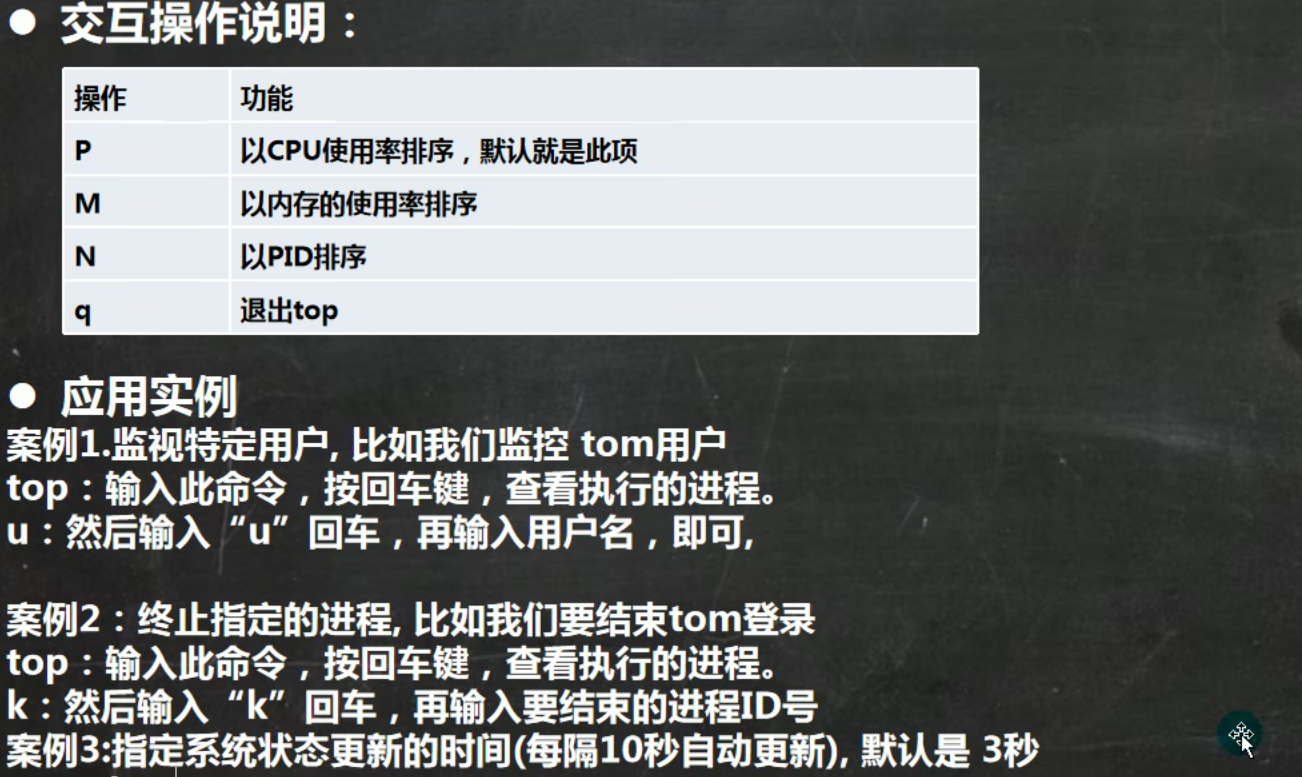 ● 交互操作说明：
操作 功能
P 以CPU使用率排序，默认就是此项
M 以内存的使用率排序
N 以PID排序
q 退出top
● 应用实例
案例1.监视特定用户, 比如我们监控 tom用户
top：输入此命令，按回车键，查看执行的进程。
u：然后输入“u”回车，再输入用户名，即可,
案例2：终止指定的进程, 比如我们要结束tom登录
top：输入此命令，按回车键，查看执行的进程。
k：然后输入“k”回车，再输入要结束的进程ID号
案例3:指定系统状态更新的时间(每隔10秒自动更新), 默认是 3秒